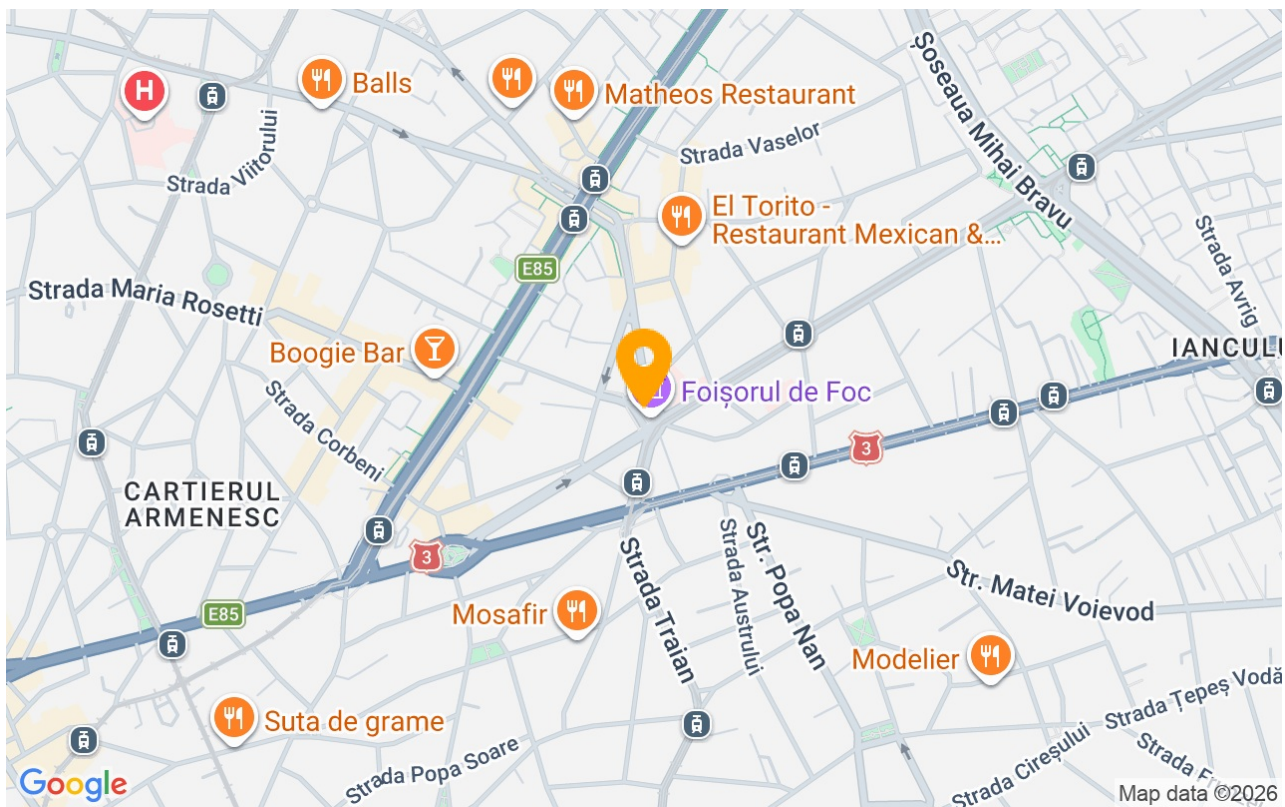 Balls
H
Matheos Restaurant
Șoseaua Mihai Bravu
Strada Vaselor
Strada Viitorului
El Torito -
Restaurant Mexican &...
Strada Avrig
E85
Strada Maria Rosetti
Boogie Bar
IANCULU
Foișorul de Foc
Strada Corbeni
3
CARTIERUL
ARMENESC
3
Strada Traian
Strada Austrului
Str. Popa Nan
Str. Matei Voievod
E85
Mosafir
Modelier
Strada Țepeș Vodă
Suta de grame
Strada Popa Soare
Strada Cireșului
Google
Map data ©2026